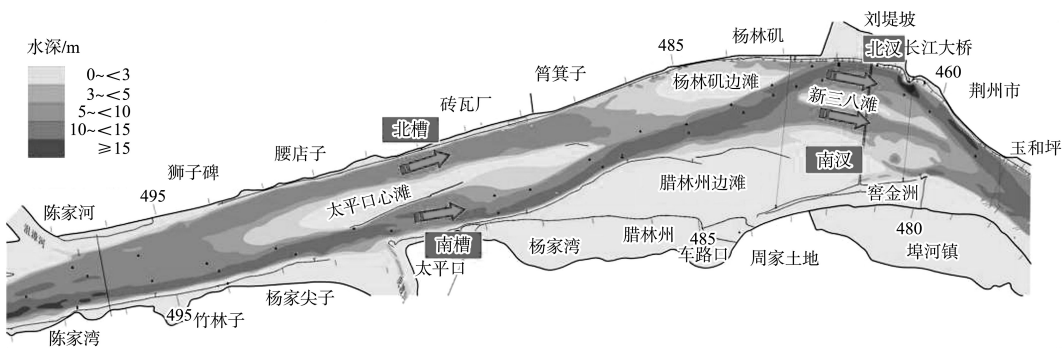 水深/m
0~<3
3~<5
5~<10
10~<15
≥15
刘堤坡
杨林矶
北汊
长江大桥
485
460
筲箕子
杨林矶边滩
荆州市
新三八滩
砖瓦厂
北槽
玉和坪
腰店子
南汊
狮子碑
腊林州边滩
495
太平口心滩
窖金洲
陈家河
腊林州
485
480
南槽
杨家湾
车路口
周家土地
埠河镇
太平口
杨家尖子
495
竹林子
陈家湾